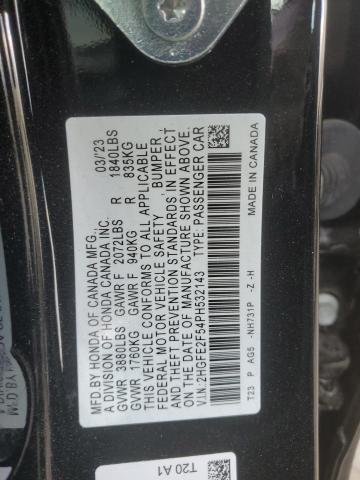 MFD.BY HONDA OF CANADA MFG., 03/'23
A DIVISION OF HONDA CANADA INC.
GVWR 3880LBS GAWR F 2072LBS R 1840LBS
GVWR 1760KG GAWR F 940KG R 835KG
THIS VEHICLE CONFORMS TO ALL APPLICABLE
FEDERAL MOTOR VEHICLE SAFETY, BUMPER,
AND THEFT PREVENTION STANDARDS IN EFFECT
ON THE DATE OF MANUFACTURE SHOWN ABOVE.
V.I.N.:2HGFE2F54PH532143 TYPE:PASSENGER CAR
T23 P AG5 -NH731P -Z -H MADE IN CANADA
T20 A1